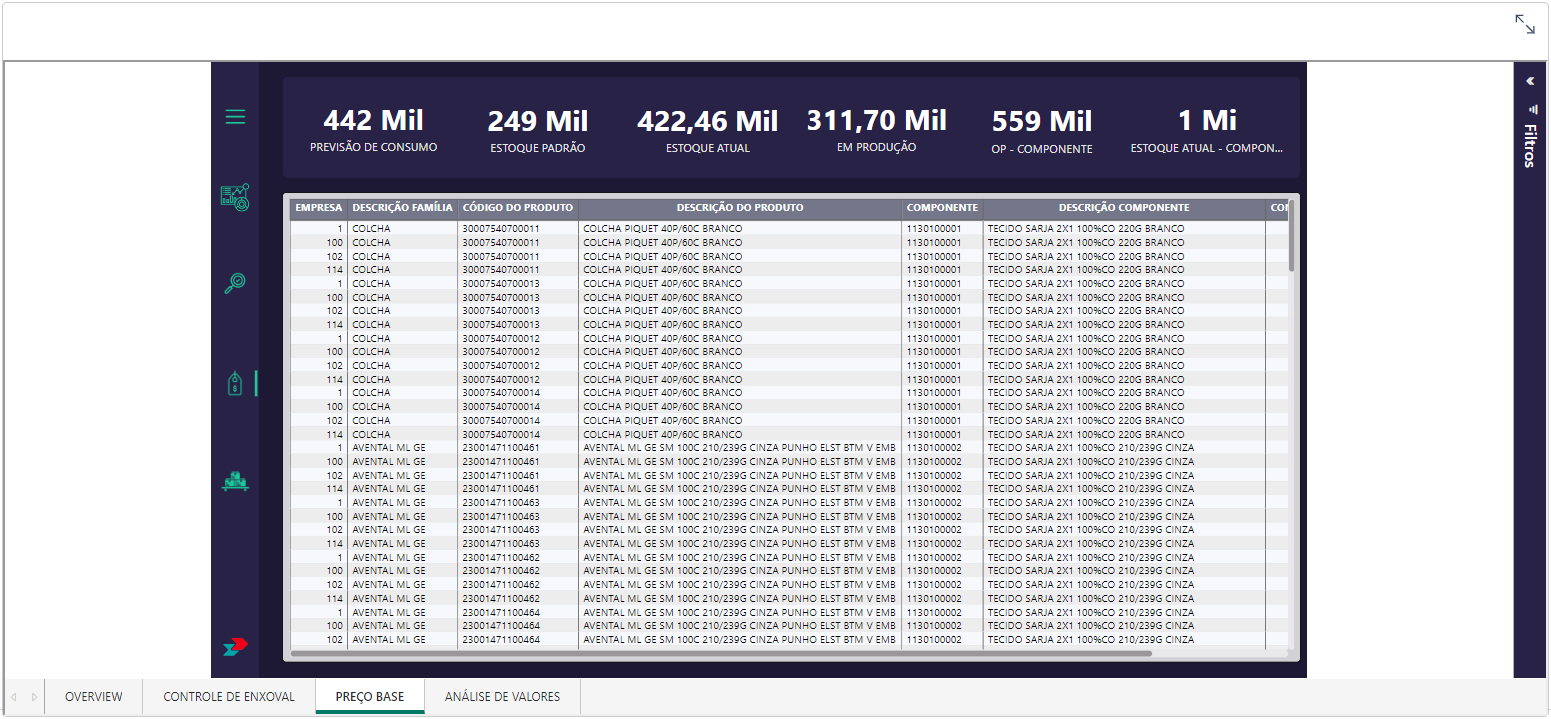 442 Mil 249 Mil 422,46 Mil 311,70 Mil 559 Mil 1 Mi
PREVISÃO DE CONSUMO ESTOQUE PADRÃO ESTOQUE ATUAL EM PRODUÇÃO OP - COMPONENTE ESTOQUE ATUAL - COMPON...
Filtros
EMPRESA DESCRIÇÃO FAMÍLIA CÓDIGO DO PRODUTO DESCRIÇÃO DO PRODUTO COMPONENTE DESCRIÇÃO COMPONENTE
1 COLCHA 30007540700011 COLCHA PIQUET 40P/60C BRANCO 1130100001 TECIDO SARJA 2X1 100%CO 220G BRANCO
100 COLCHA 30007540700011 COLCHA PIQUET 40P/60C BRANCO 1130100001 TECIDO SARJA 2X1 100%CO 220G BRANCO
102 COLCHA 30007540700011 COLCHA PIQUET 40P/60C BRANCO 1130100001 TECIDO SARJA 2X1 100%CO 220G BRANCO
114 COLCHA 30007540700011 COLCHA PIQUET 40P/60C BRANCO 1130100001 TECIDO SARJA 2X1 100%CO 220G BRANCO
1 COLCHA 30007540700013 COLCHA PIQUET 40P/60C BRANCO 1130100001 TECIDO SARJA 2X1 100%CO 220G BRANCO
100 COLCHA 30007540700013 COLCHA PIQUET 40P/60C BRANCO 1130100001 TECIDO SARJA 2X1 100%CO 220G BRANCO
102 COLCHA 30007540700013 COLCHA PIQUET 40P/60C BRANCO 1130100001 TECIDO SARJA 2X1 100%CO 220G BRANCO
114 COLCHA 30007540700013 COLCHA PIQUET 40P/60C BRANCO 1130100001 TECIDO SARJA 2X1 100%CO 220G BRANCO
1 COLCHA 30007540700012 COLCHA PIQUET 40P/60C BRANCO 1130100001 TECIDO SARJA 2X1 100%CO 220G BRANCO
100 COLCHA 30007540700012 COLCHA PIQUET 40P/60C BRANCO 1130100001 TECIDO SARJA 2X1 100%CO 220G BRANCO
102 COLCHA 30007540700012 COLCHA PIQUET 40P/60C BRANCO 1130100001 TECIDO SARJA 2X1 100%CO 220G BRANCO
114 COLCHA 30007540700012 COLCHA PIQUET 40P/60C BRANCO 1130100001 TECIDO SARJA 2X1 100%CO 220G BRANCO
1 COLCHA 30007540700014 COLCHA PIQUET 40P/60C BRANCO 1130100001 TECIDO SARJA 2X1 100%CO 220G BRANCO
100 COLCHA 30007540700014 COLCHA PIQUET 40P/60C BRANCO 1130100001 TECIDO SARJA 2X1 100%CO 220G BRANCO
102 COLCHA 30007540700014 COLCHA PIQUET 40P/60C BRANCO 1130100001 TECIDO SARJA 2X1 100%CO 220G BRANCO
114 COLCHA 30007540700014 COLCHA PIQUET 40P/60C BRANCO 1130100001 TECIDO SARJA 2X1 100%CO 220G BRANCO
1 AVENTAL ML GE 23001471100461 AVENTAL ML GE SM 100C 210/239G CINZA PUNHO ELST BTM V EMB 1130100002 TECIDO SARJA 2X1 100%CO 210/239G CINZA
100 AVENTAL ML GE 23001471100461 AVENTAL ML GE SM 100C 210/239G CINZA PUNHO ELST BTM V EMB 1130100002 TECIDO SARJA 2X1 100%CO 210/239G CINZA
102 AVENTAL ML GE 23001471100461 AVENTAL ML GE SM 100C 210/239G CINZA PUNHO ELST BTM V EMB 1130100002 TECIDO SARJA 2X1 100%CO 210/239G CINZA
114 AVENTAL ML GE 23001471100461 AVENTAL ML GE SM 100C 210/239G CINZA PUNHO ELST BTM V EMB 1130100002 TECIDO SARJA 2X1 100%CO 210/239G CINZA
1 AVENTAL ML GE 23001471100463 AVENTAL ML GE SM 100C 210/239G CINZA PUNHO ELST BTM V EMB 1130100002 TECIDO SARJA 2X1 100%CO 210/239G CINZA
100 AVENTAL ML GE 23001471100463 AVENTAL ML GE SM 100C 210/239G CINZA PUNHO ELST BTM V EMB 1130100002 TECIDO SARJA 2X1 100%CO 210/239G CINZA
102 AVENTAL ML GE 23001471100463 AVENTAL ML GE SM 100C 210/239G CINZA PUNHO ELST BTM V EMB 1130100002 TECIDO SARJA 2X1 100%CO 210/239G CINZA
114 AVENTAL ML GE 23001471100463 AVENTAL ML GE SM 100C 210/239G CINZA PUNHO ELST BTM V EMB 1130100002 TECIDO SARJA 2X1 100%CO 210/239G CINZA
1 AVENTAL ML GE 23001471100462 AVENTAL ML GE SM 100C 210/239G CINZA PUNHO ELST BTM V EMB 1130100002 TECIDO SARJA 2X1 100%CO 210/239G CINZA
100 AVENTAL ML GE 23001471100462 AVENTAL ML GE SM 100C 210/239G CINZA PUNHO ELST BTM V EMB 1130100002 TECIDO SARJA 2X1 100%CO 210/239G CINZA
102 AVENTAL ML GE 23001471100462 AVENTAL ML GE SM 100C 210/239G CINZA PUNHO ELST BTM V EMB 1130100002 TECIDO SARJA 2X1 100%CO 210/239G CINZA
114 AVENTAL ML GE 23001471100462 AVENTAL ML GE SM 100C 210/239G CINZA PUNHO ELST BTM V EMB 1130100002 TECIDO SARJA 2X1 100%CO 210/239G CINZA
1 AVENTAL ML GE 23001471100464 AVENTAL ML GE SM 100C 210/239G CINZA PUNHO ELST BTM V EMB 1130100002 TECIDO SARJA 2X1 100%CO 210/239G CINZA
100 AVENTAL ML GE 23001471100464 AVENTAL ML GE SM 100C 210/239G CINZA PUNHO ELST BTM V EMB 1130100002 TECIDO SARJA 2X1 100%CO 210/239G CINZA
102 AVENTAL ML GE 23001471100464 AVENTAL ML GE SM 100C 210/239G CINZA PUNHO ELST BTM V EMB 1130100002 TECIDO SARJA 2X1 100%CO 210/239G CINZA
OVERVIEW CONTROLE DE ENXOVAL PREÇO BASE ANÁLISE DE VALORES